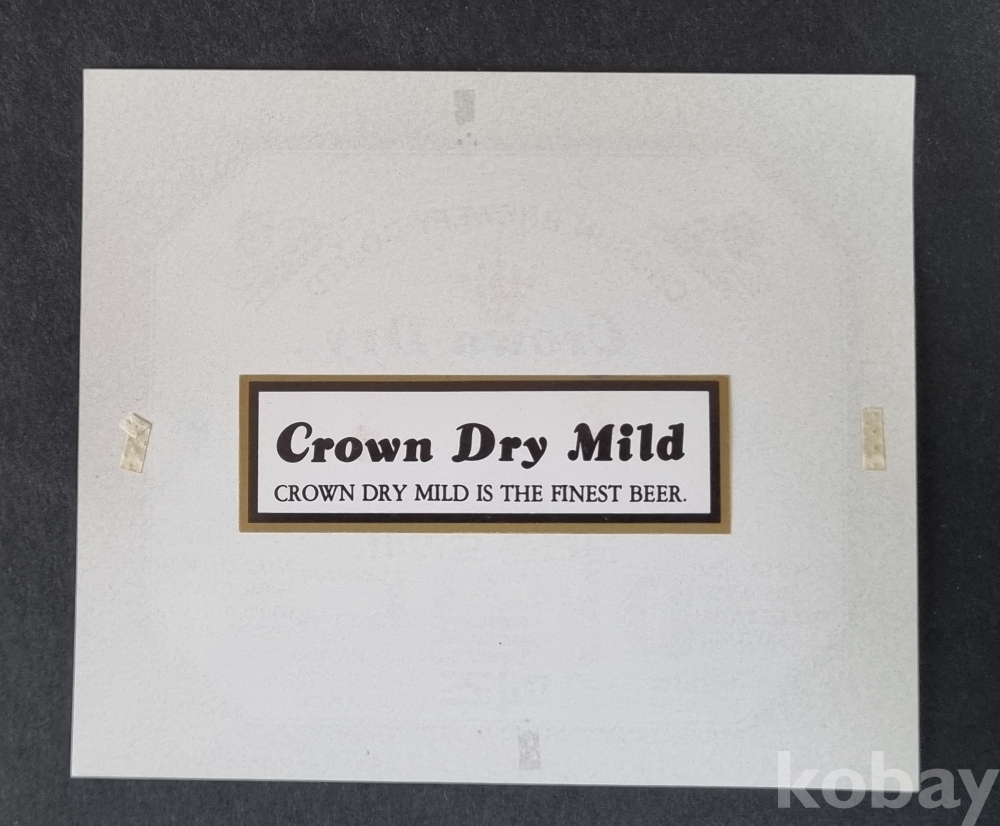 Crown Dry Mild
CROWN DRY MILD IS THE FINEST BEER.
kobay